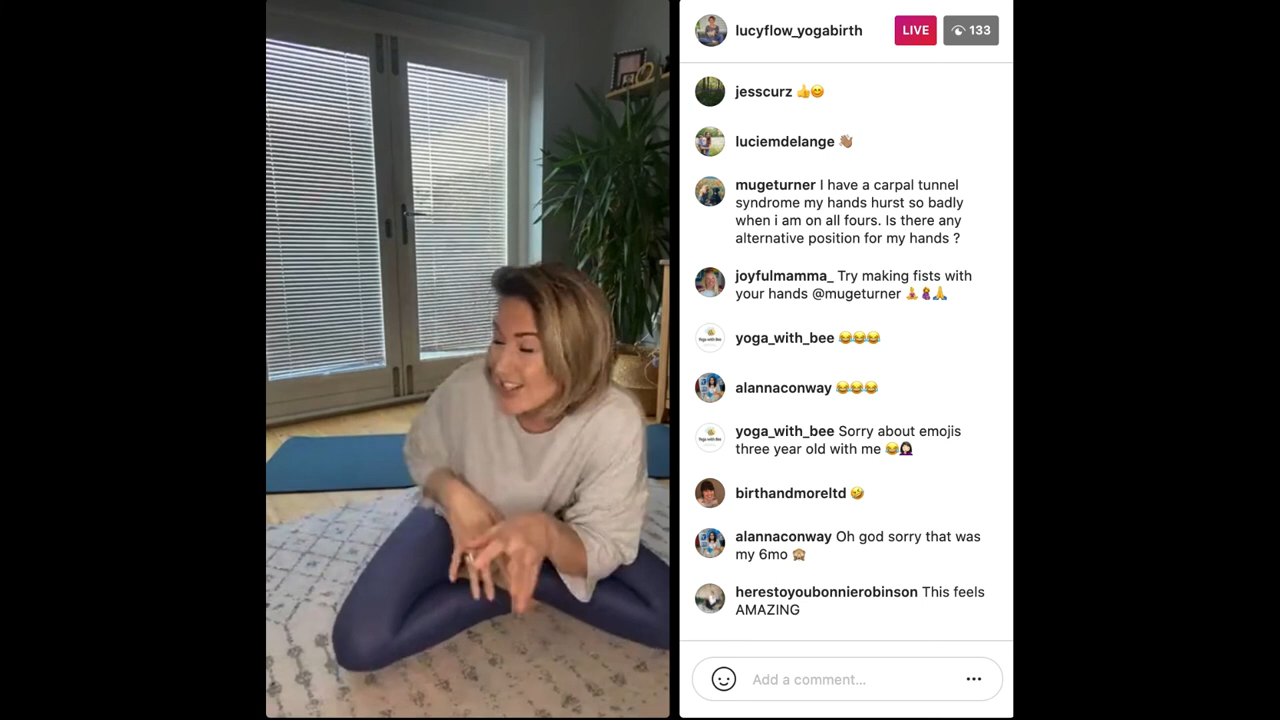 lucyflow_yogabirth LIVE 133
jesscurz 👍😊
luciemdelange 👋🏽
mugeturner I have a carpal tunnel
syndrome my hands hurst so badly
when i am on all fours. Is there any
alternative position for my hands ?
joyfulmamma_ Try making fists with
your hands @mugeturner 🧘🏼‍♀️🤰🙏
yoga_with_bee 😂😂😂
alannaconway 😂😂😂
yoga_with_bee Sorry about emojis
three year old with me 😂🤦🏻‍♀️
birthandmoreltd 🤣
alannaconway Oh god sorry that was
my 6mo 🙈
herestoyoubonnierobinson This feels
AMAZING
Add a comment...